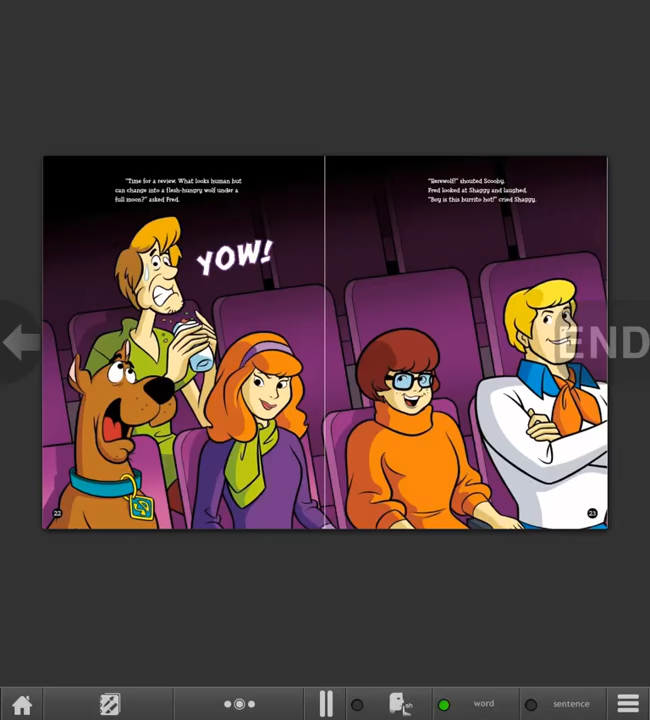 "Time for a review. What looks human but
can change into a flesh-hungry wolf under a
full moon?" asked Fred.
YOW!
"Rerewolf!" shouted Scooby.
Fred looked at Shaggy and laughed.
"Boy is this burrito hot!" cried Shaggy.
END
22
23
sh
word
sentence